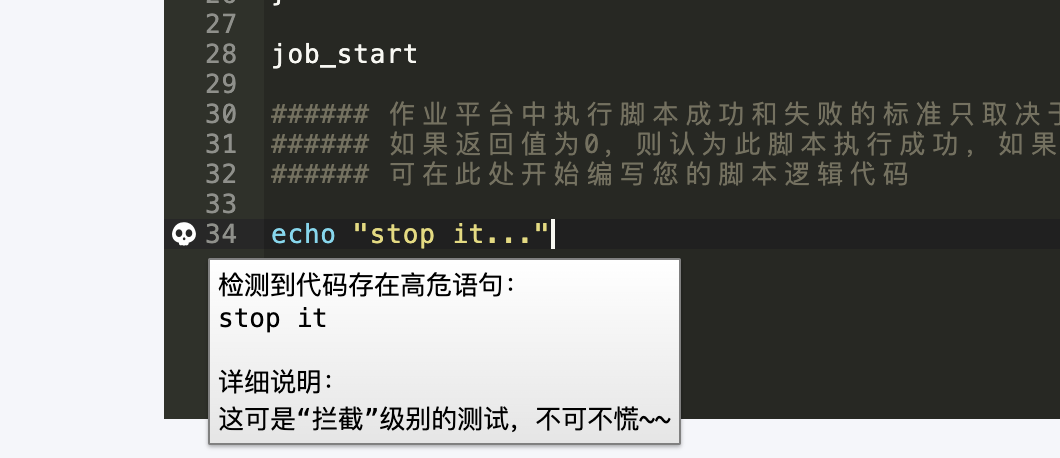 27
28 job_start
29
30 ###### 作业平台中执行脚本成功和失败的标准只取决于
31 ###### 如果返回值为0，则认为此脚本执行成功，如果
32 ###### 可在此处开始编写您的脚本逻辑代码
33
34 echo "stop it..."
检测到代码存在高危语句：
stop it
详细说明：
这可是“拦截”级别的测试，不可不慌~~